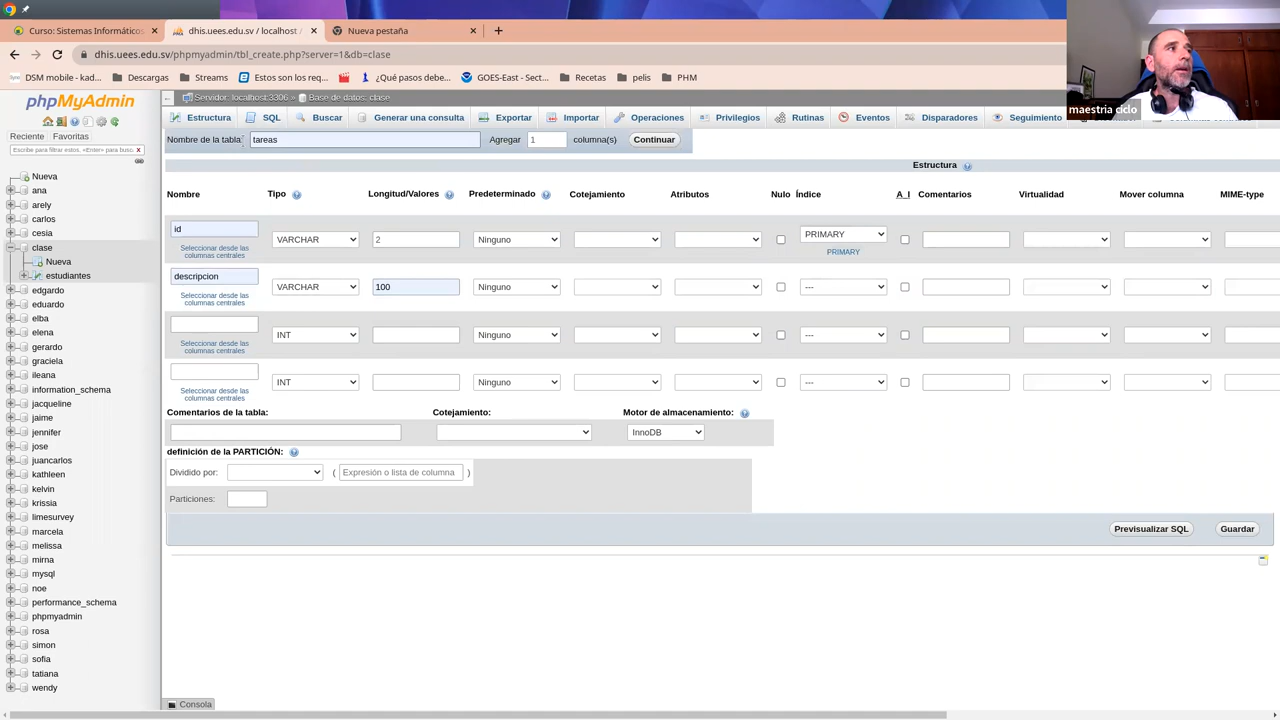 Curso: Sistemas Informáticos
dhis.uees.edu.sv / localhost /
Nueva pestaña
dhis.uees.edu.sv/phpmyadmin/tbl_create.php?server=1&db=clase
DSM mobile - kad...
Descargas
Streams
Estos son los req...
¿Qué pasos debe...
GOES-East - Sect...
Recetas
pelis
PHM
maestria ciclo
phpMyAdmin
Reciente
Favoritas
Escribe para filtrar estos, <Enter> para busc
X
Nueva
ana
arely
carlos
cesia
clase
Nueva
estudiantes
edgardo
eduardo
elba
elena
gerardo
graciela
ileana
information_schema
jacqueline
jaime
jennifer
jose
juancarlos
kathleen
kelvin
krissia
limesurvey
marcela
melissa
mirna
mysql
noe
performance_schema
phpmyadmin
rosa
simon
sofia
tatiana
wendy
Servidor: localhost:3306 » Base de datos: clase
Estructura
SQL
Buscar
Generar una consulta
Exportar
Importar
Operaciones
Privilegios
Rutinas
Eventos
Disparadores
Seguimiento
Nombre de la tabla: tareas Agregar 1 columna(s) Continuar
Estructura
Nombre Tipo Longitud/Valores Predeterminado Cotejamiento Atributos Nulo Índice A_I Comentarios Virtualidad Mover columna MIME-type
id VARCHAR 2 Ninguno PRIMARY
Seleccionar desde las
columnas centrales
PRIMARY
descripcion VARCHAR 100 Ninguno ---
Seleccionar desde las
columnas centrales
INT Ninguno ---
Seleccionar desde las
columnas centrales
INT Ninguno ---
Seleccionar desde las
columnas centrales
Comentarios de la tabla: Cotejamiento: Motor de almacenamiento:
InnoDB
definición de la PARTICIÓN:
Dividido por: ( Expresión o lista de columna )
Particiones:
Previsualizar SQL
Guardar
Consola